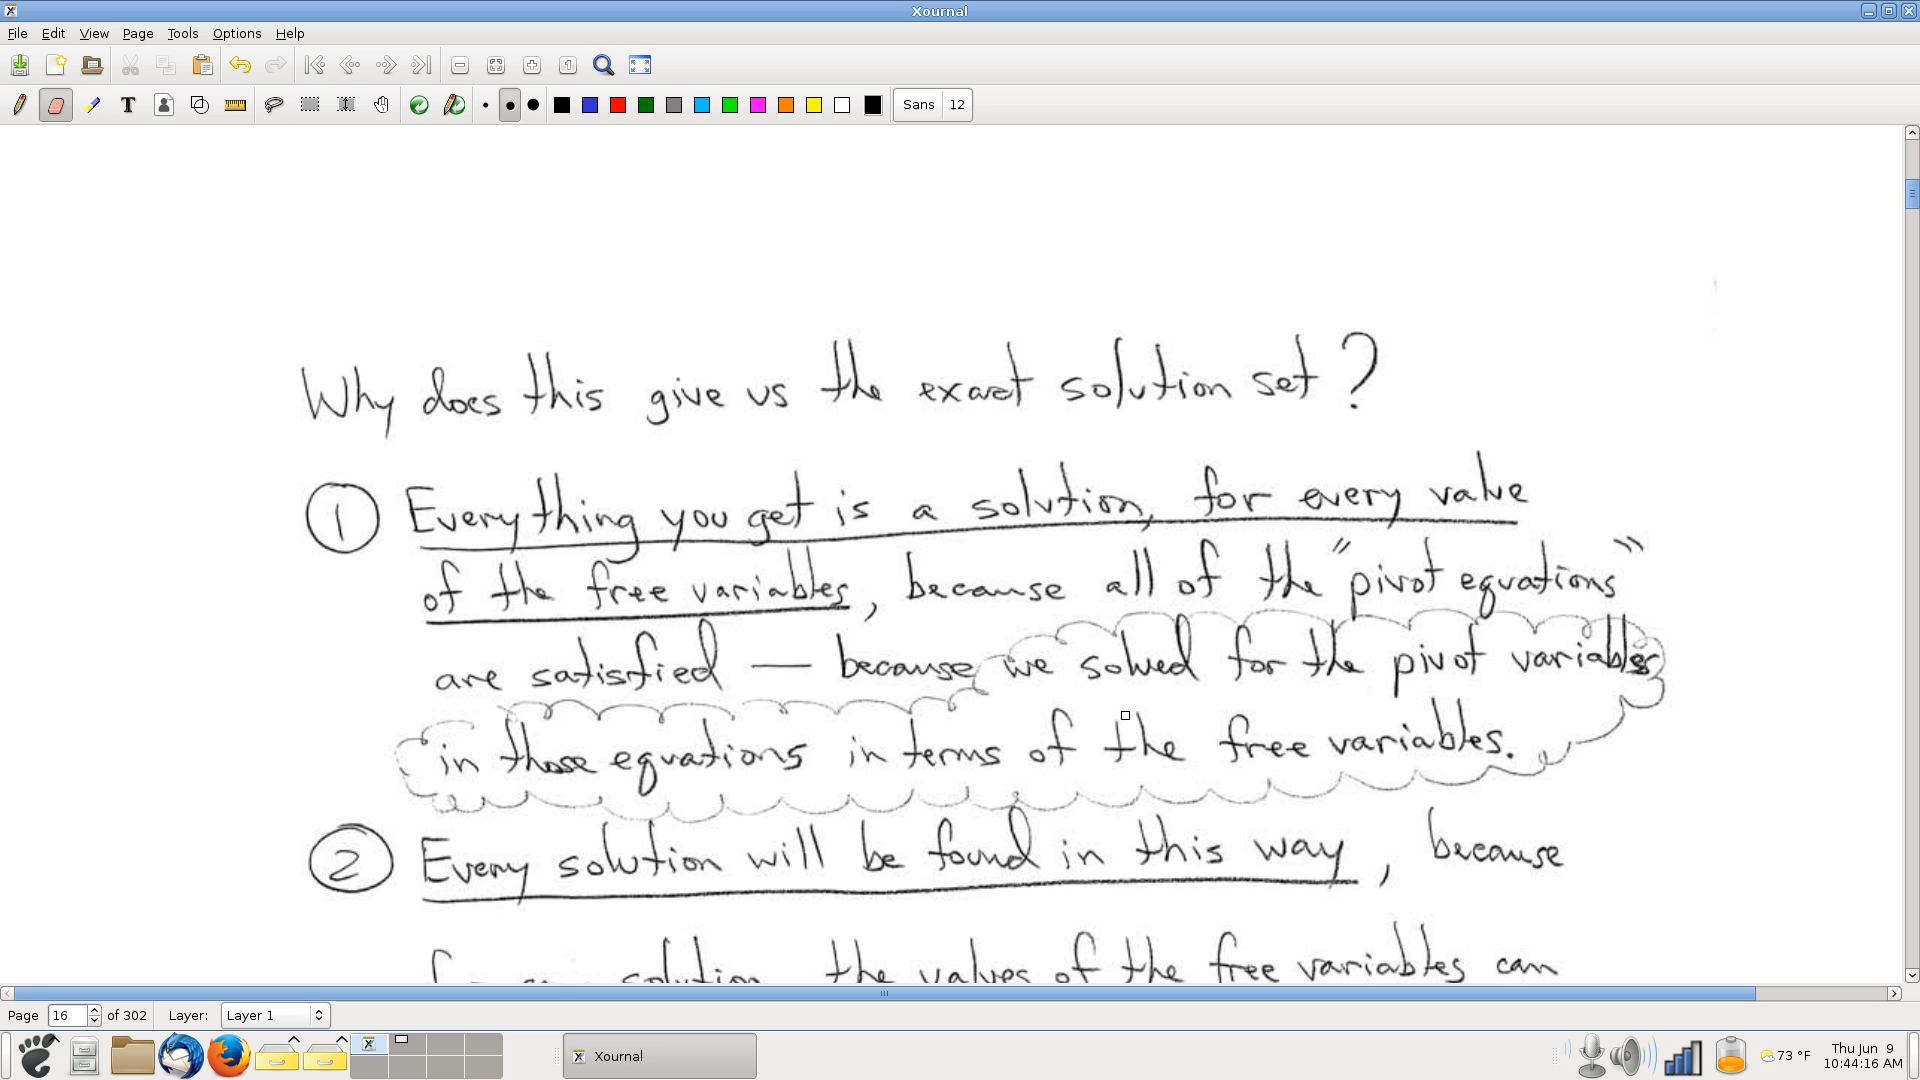 Xournal
File Edit View Page Tools Options Help
Sans 12
Why does this give us the exact solution set?
1 Everything you get is a solution, for every value
of the free variables, because all of the "pivot equations"
are satisfied — because we solved for the pivot variables
in those equations in terms of the free variables.
2 Every solution will be found in this way, because
solution, the values of the free variables can
Page 16 of 302 Layer: Layer 1
Xournal
73 °F
Thu Jun 9
10:44:16 AM